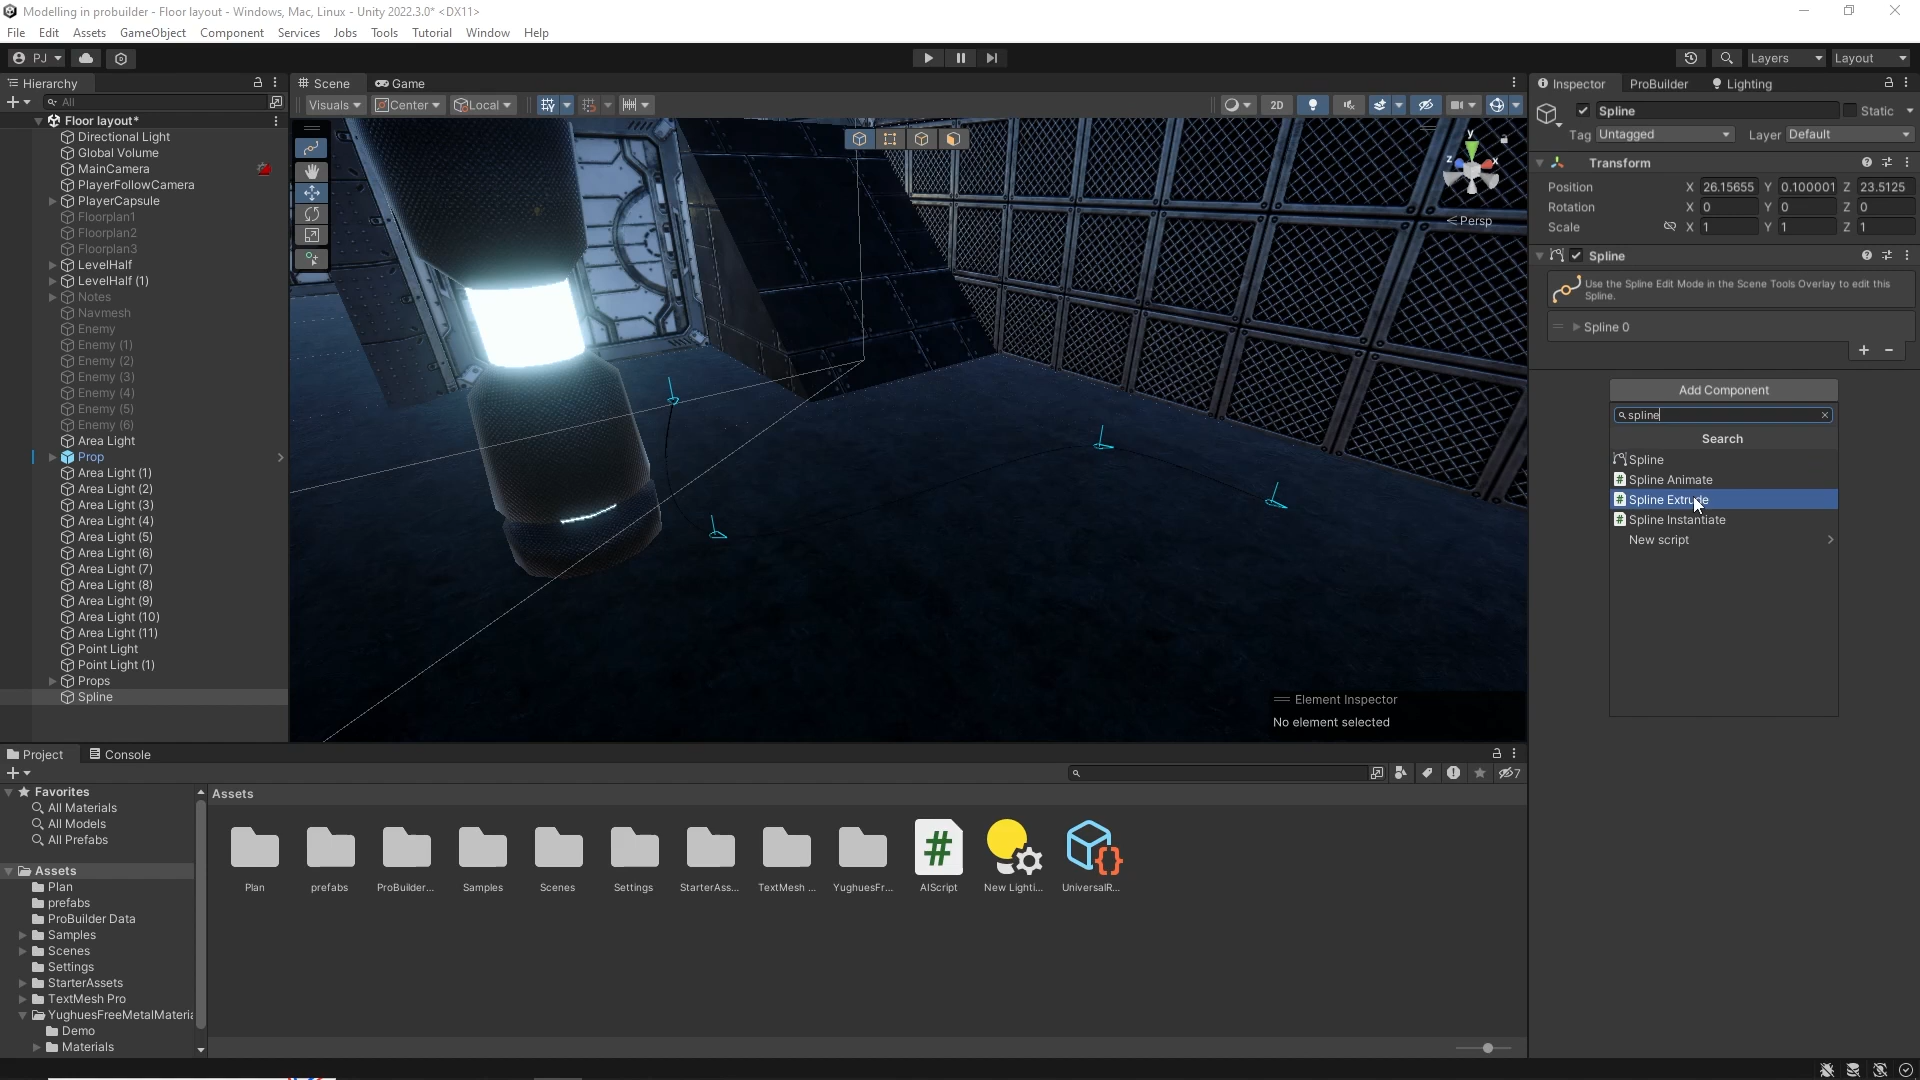 Modelling in probuilder - Floor layout - Windows, Mac, Linux - Unity 2022.3.0* <DX11>
File Edit Assets GameObject Component Services Jobs Tools Tutorial Window Help
PJ
Layers Layout
Hierarchy
All
Floor layout*
Directional Light
Global Volume
MainCamera
PlayerFollowCamera
PlayerCapsule
Floorplan1
Floorplan2
Floorplan3
LevelHalf
LevelHalf (1)
Notes
Navmesh
Enemy
Enemy (1)
Enemy (2)
Enemy (3)
Enemy (4)
Enemy (5)
Enemy (6)
Area Light
Prop
Area Light (1)
Area Light (2)
Area Light (3)
Area Light (4)
Area Light (5)
Area Light (6)
Area Light (7)
Area Light (8)
Area Light (9)
Area Light (10)
Area Light (11)
Point Light
Point Light (1)
Props
Spline
Scene Game
Visuals Center Local 2D
y
z x
Persp
Element Inspector
No element selected
Inspector ProBuilder Lighting
Spline Static
Tag Untagged Layer Default
Transform
Position X 26.15655 Y 0.100001 Z 23.5125
Rotation X 0 Y 0 Z 0
Scale X 1 Y 1 Z 1
Spline
Use the Spline Edit Mode in the Scene Tools Overlay to edit this
Spline.
Spline 0
Add Component
spline
Search
Spline
Spline Animate
Spline Extrude
Spline Instantiate
New script
Project Console
7
Favorites
All Materials
All Models
All Prefabs
Assets
Plan
prefabs
ProBuilder Data
Samples
Scenes
Settings
StarterAssets
TextMesh Pro
YughuesFreeMetalMateria
Demo
Materials
Assets
Plan prefabs ProBuilder... Samples Scenes Settings StarterAss... TextMesh ... YughuesFr... AIScript New Lighti... UniversalR...